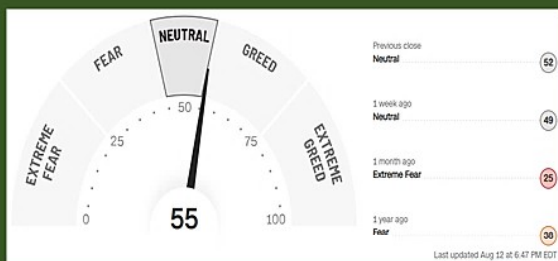 EXTREME FEAR
FEAR
NEUTRAL
GREED
EXTREME GREED
0
25
50
75
100
55
Previous close
Neutral
52
1 week ago
Neutral
49
1 month ago
Extreme Fear
25
1 year ago
Fear
38
Last updated Aug 12 at 6:47 PM EDT